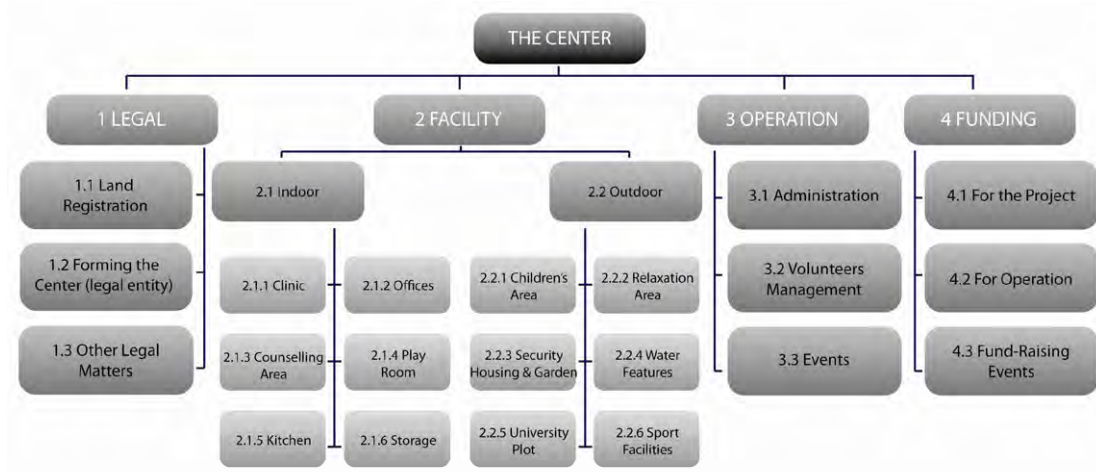 THE CENTER
1 LEGAL
2 FACILITY
3 OPERATION
4 FUNDING
1.1 Land
Registration
1.2 Forming the
Center (legal entity)
1.3 Other Legal
Matters
2.1 Indoor
2.1.1 Clinic
2.1.2 Offices
2.1.3 Counselling
Area
2.1.4 Play
Room
2.1.5 Kitchen
2.1.6 Storage
2.2 Outdoor
2.2.1 Children's
Area
2.2.2 Relaxation
Area
2.2.3 Security
Housing & Garden
2.2.4 Water
Features
2.2.5 University
Plot
2.2.6 Sport
Facilities
3.1 Administration
3.2 Volunteers
Management
3.3 Events
4.1 For the Project
4.2 For Operation
4.3 Fund-Raising
Events